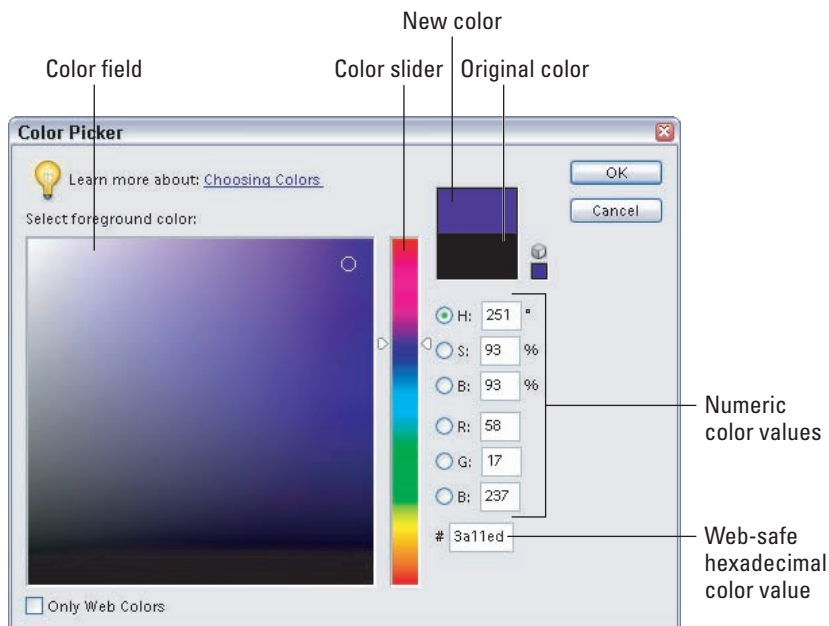 New color
Color field
Color slider
Original color
Color Picker
Learn more about: Choosing Colors
OK
Cancel
Select foreground color:
H: 251 °
S: 93 %
B: 93 %
R: 58
G: 17
B: 237
# 3a11ed
Numeric
color values
Web-safe
hexadecimal
color value
Only Web Colors